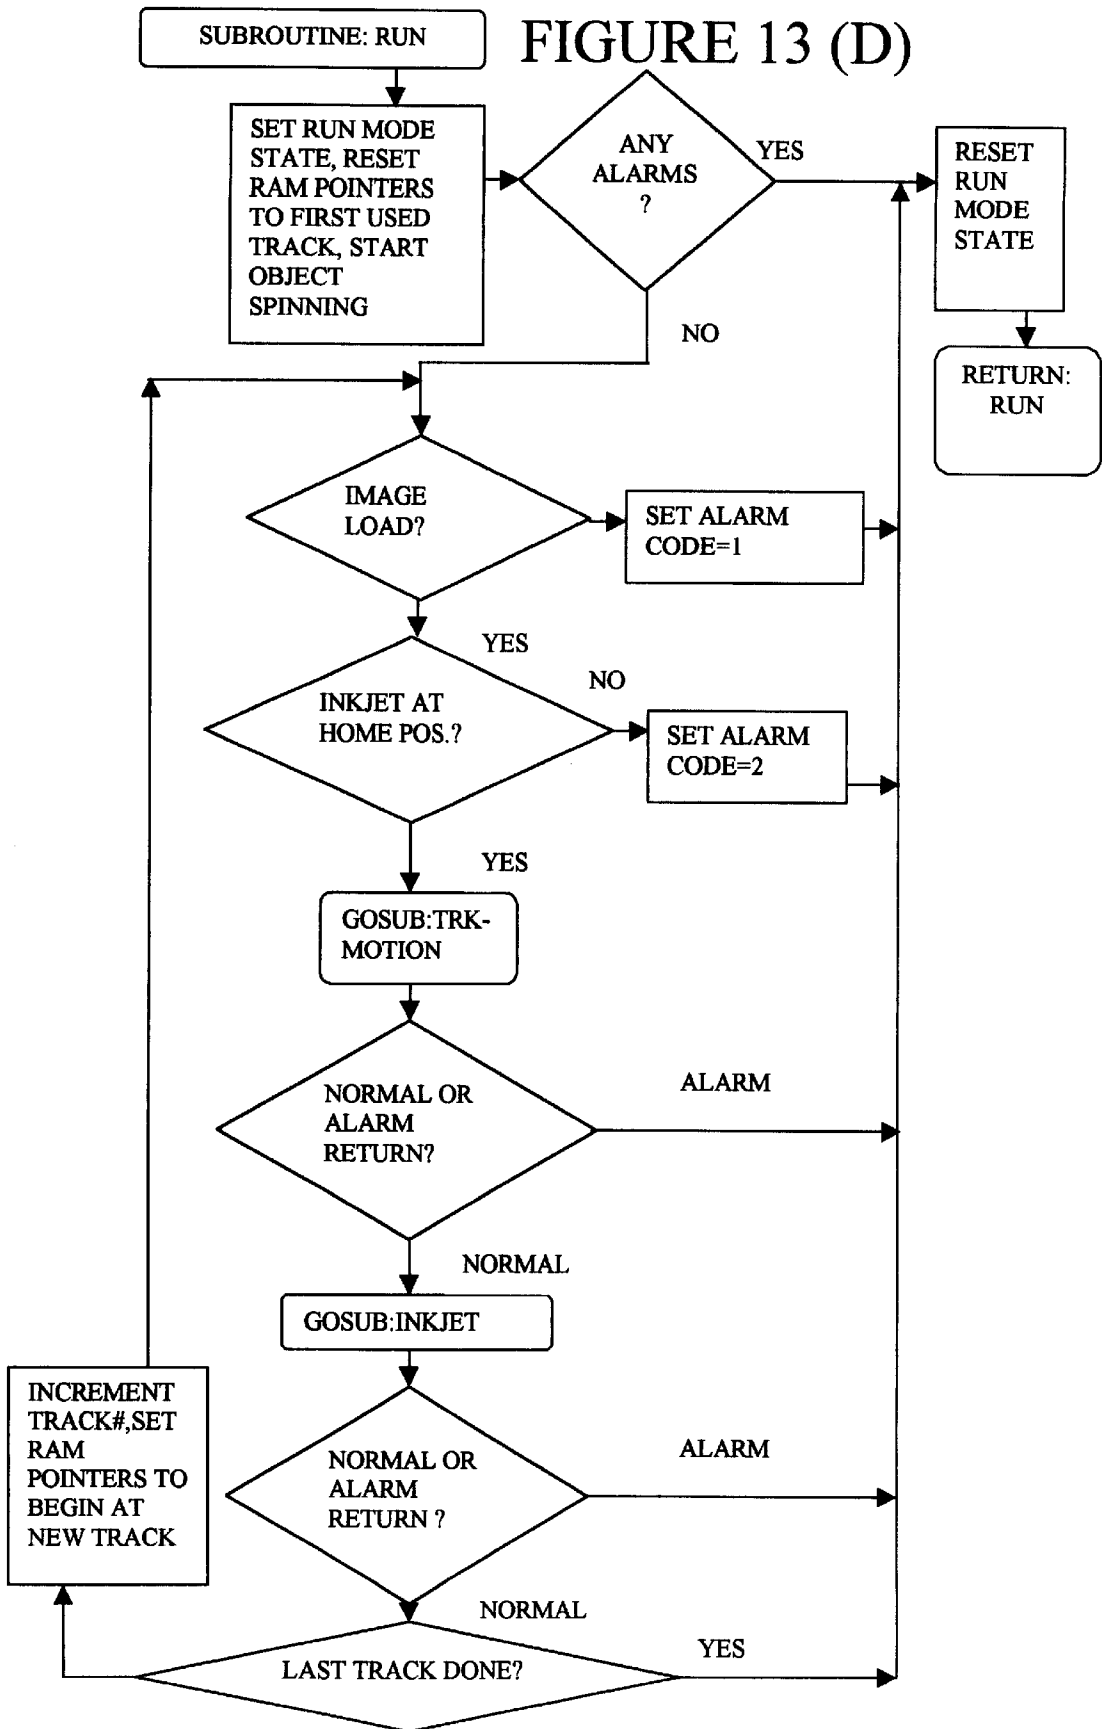 SUBROUTINE: RUN
FIGURE 13 (D)
SET RUN MODE
STATE, RESET
RAM POINTERS
TO FIRST USED
TRACK, START
OBJECT
SPINNING
ANY
ALARMS
?
YES
RESET
RUN
MODE
STATE
NO
RETURN:
RUN
IMAGE
LOAD?
SET ALARM
CODE=1
YES
INKJET AT
HOME POS.?
NO
SET ALARM
CODE=2
YES
GOSUB:TRK-
MOTION
NORMAL OR
ALARM
RETURN?
ALARM
NORMAL
GOSUB:INKJET
INCREMENT
TRACK#,SET
RAM
POINTERS TO
BEGIN AT
NEW TRACK
NORMAL OR
ALARM
RETURN ?
ALARM
NORMAL
LAST TRACK DONE?
YES